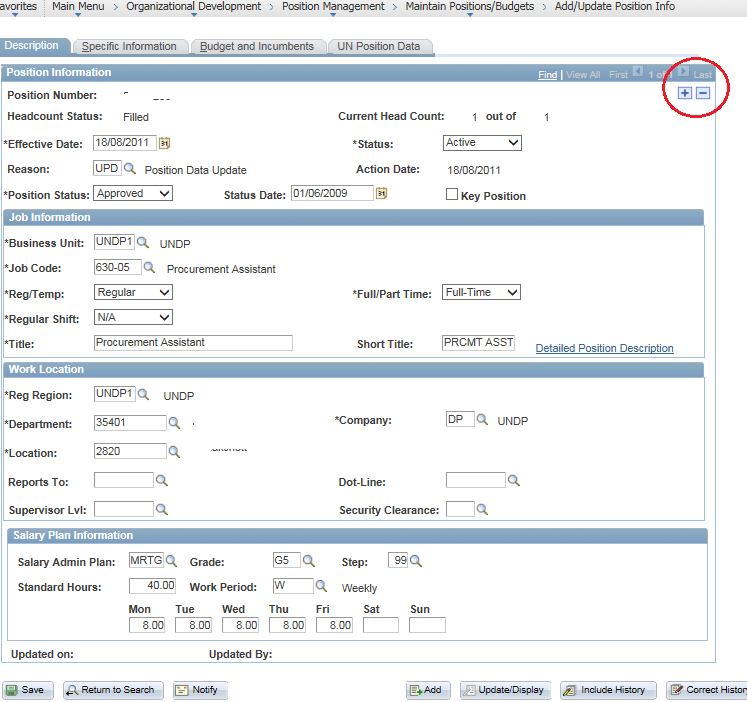 avorites Main Menu > Organizational Development > Position Management > Maintain Positions/Budgets > Add/Update Position Info
Description Specific Information Budget and Incumbents UN Position Data
Position Information Find | View All First 1 of Last
Position Number:
Headcount Status: Filled Current Head Count: 1 out of 1
*Effective Date: 18/08/2011 *Status: Active
Reason: UPD Position Data Update Action Date: 18/08/2011
*Position Status: Approved Status Date: 01/06/2009 Key Position
Job Information
*Business Unit: UNDP1 UNDP
*Job Code: 630-05 Procurement Assistant
*Reg/Temp: Regular *Full/Part Time: Full-Time
*Regular Shift: N/A
*Title: Procurement Assistant Short Title: PRCMT ASST Detailed Position Description
Work Location
*Reg Region: UNDP1 UNDP
*Department: 35401 *Company: DP UNDP
*Location: 2820
Reports To: Dot-Line:
Supervisor Lvl: Security Clearance:
Salary Plan Information
Salary Admin Plan: MRTG Grade: G5 Step: 99
Standard Hours: 40.00 Work Period: W Weekly
Mon Tue Wed Thu Fri Sat Sun
8.00 8.00 8.00 8.00 8.00
Updated on: Updated By:
Save Return to Search Notify Add Update/Display Include History Correct History